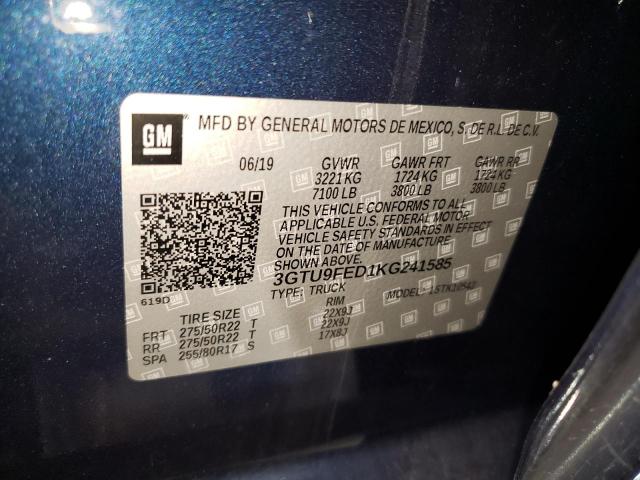 GM
MFD BY GENERAL MOTORS DE MEXICO, S. DE R.L. DE C.V.
06/19 GVWR GAWR FRT GAWR RR
3221 KG 1724 KG 1724 KG
7100 LB 3800 LB 3800 LB
THIS VEHICLE CONFORMS TO ALL
APPLICABLE U.S. FEDERAL MOTOR
VEHICLE SAFETY STANDARDS IN EFFECT
ON THE DATE OF MANUFACTURE
SHOWN ABOVE.
3GTU9FED1KG241585
619D
TYPE: TRUCK MODEL:
TIRE SIZE RIM
FRT 275/50R22 T 22X9J
RR 275/50R22 T 22X9J
SPA 255/80R17 S 17X8J